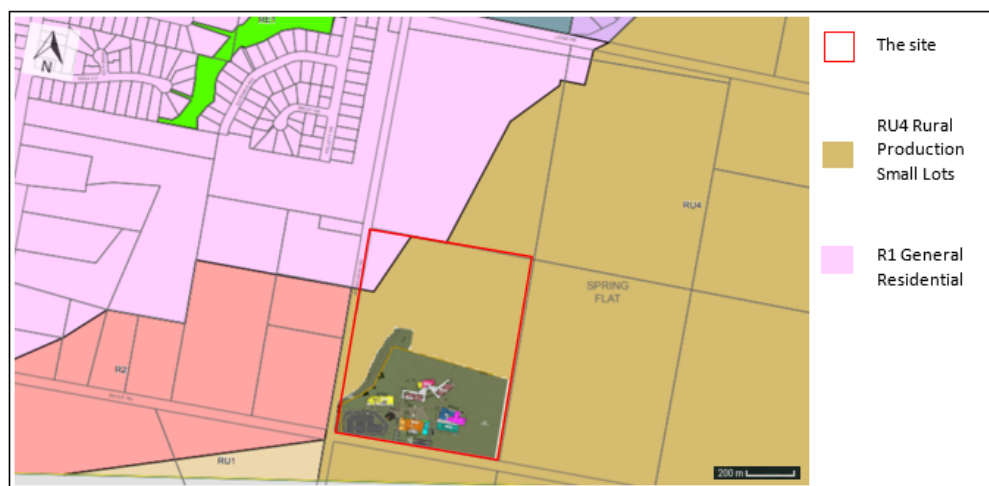 RE1
N
The site
RU4 Rural
Production
Small Lots
RU4
R1 General
Residential
SPRING
FLAT
R2
RU1
200 m